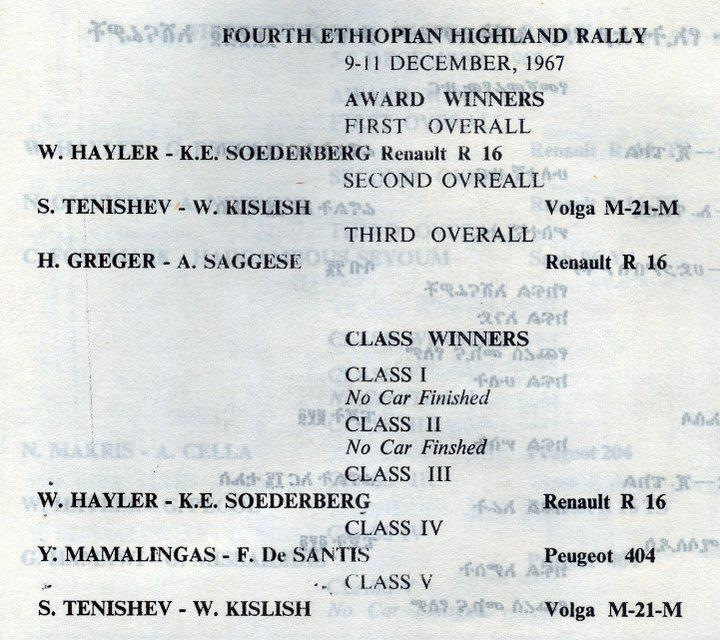 FOURTH ETHIOPIAN HIGHLAND RALLY
9-11 DECEMBER, 1967
AWARD WINNERS
FIRST OVERALL
W. HAYLER - K.E. SOEDERBERG Renault R 16
SECOND OVREALL
S. TENISHEV - W. KISLISH Volga M-21-M
THIRD OVERALL
H. GREGER - A. SAGGESE Renault R 16
CLASS WINNERS
CLASS I
No Car Finished
CLASS II
No Car Finshed
CLASS III
W. HAYLER - K.E. SOEDERBERG Renault R 16
CLASS IV
Y. MAMALINGAS - F. De SANTIS Peugeot 404
CLASS V
S. TENISHEV - W. KISLISH Volga M-21-M